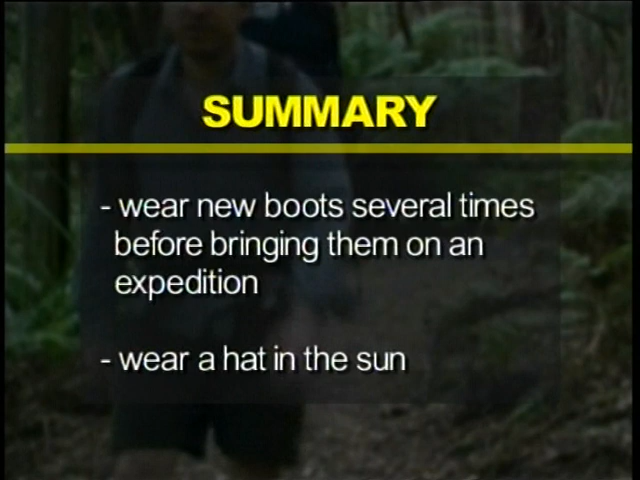 SUMMARY
- wear new boots several times
before bringing them on an
expedition
- wear a hat in the sun